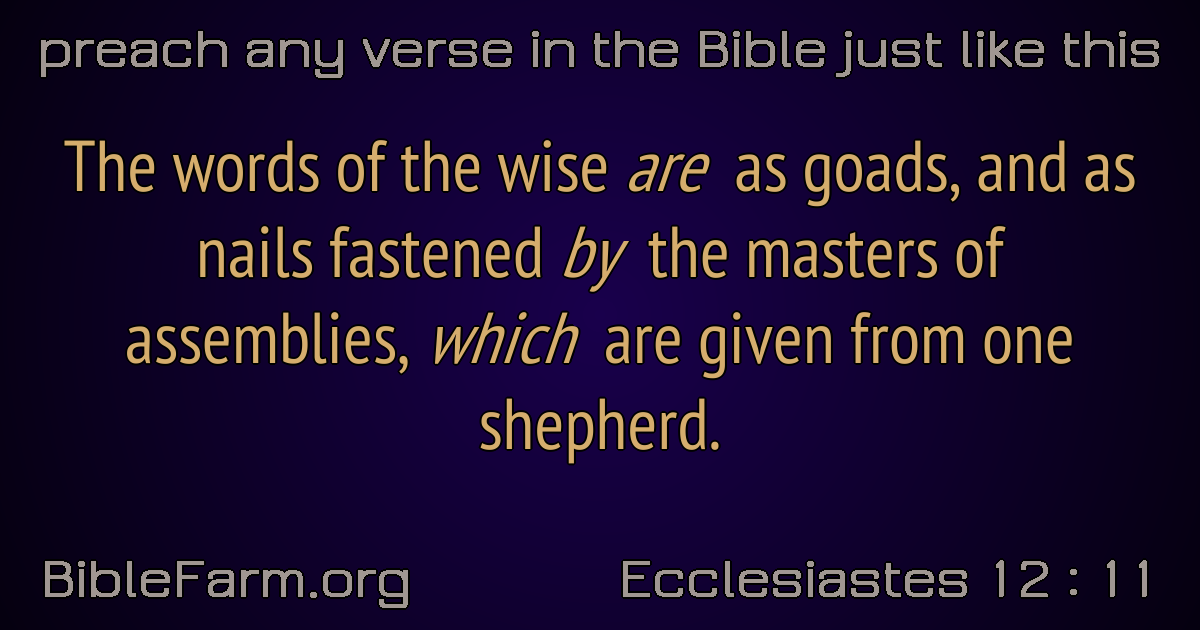 preach any verse in the Bible just like this
The words of the wise are as goads, and as
nails fastened by the masters of
assemblies, which are given from one
shepherd.
BibleFarm.org
Ecclesiastes 12 : 11